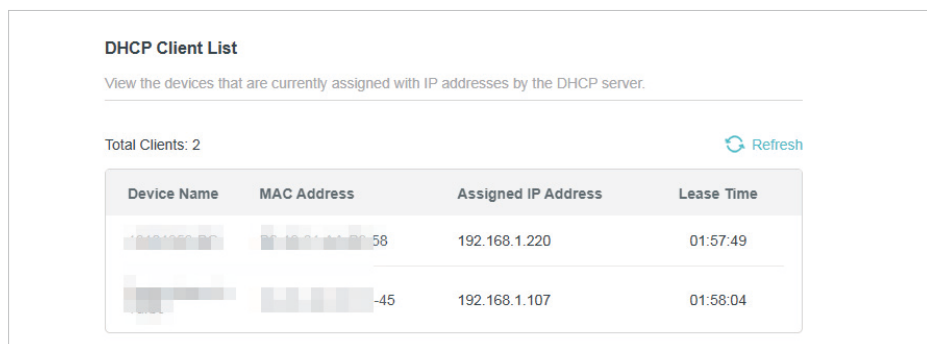 DHCP Client List
View the devices that are currently assigned with IP addresses by the DHCP server.
Total Clients: 2 Refresh
Device Name MAC Address Assigned IP Address Lease Time
58 192.168.1.220 01:57:49
-45 192.168.1.107 01:58:04